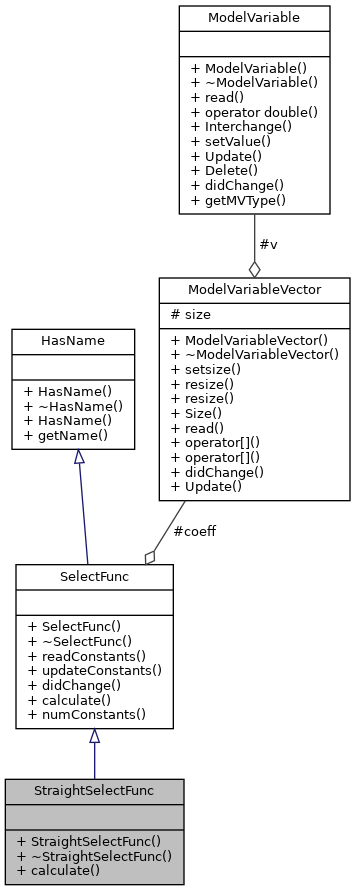 ModelVariable
+ ModelVariable()
+ ~ModelVariable()
+ read()
+ operator double()
+ Interchange()
+ setValue()
+ Update()
+ Delete()
+ didChange()
+ getMVType()
#v
ModelVariableVector
# size
+ ModelVariableVector()
+ ~ModelVariableVector()
+ setsize()
+ resize()
+ resize()
+ Size()
+ read()
+ operator[]()
+ operator[]()
+ didChange()
+ Update()
HasName
+ HasName()
+ ~HasName()
+ HasName()
+ getName()
#coeff
SelectFunc
+ SelectFunc()
+ ~SelectFunc()
+ readConstants()
+ updateConstants()
+ didChange()
+ calculate()
+ numConstants()
StraightSelectFunc
+ StraightSelectFunc()
+ ~StraightSelectFunc()
+ calculate()